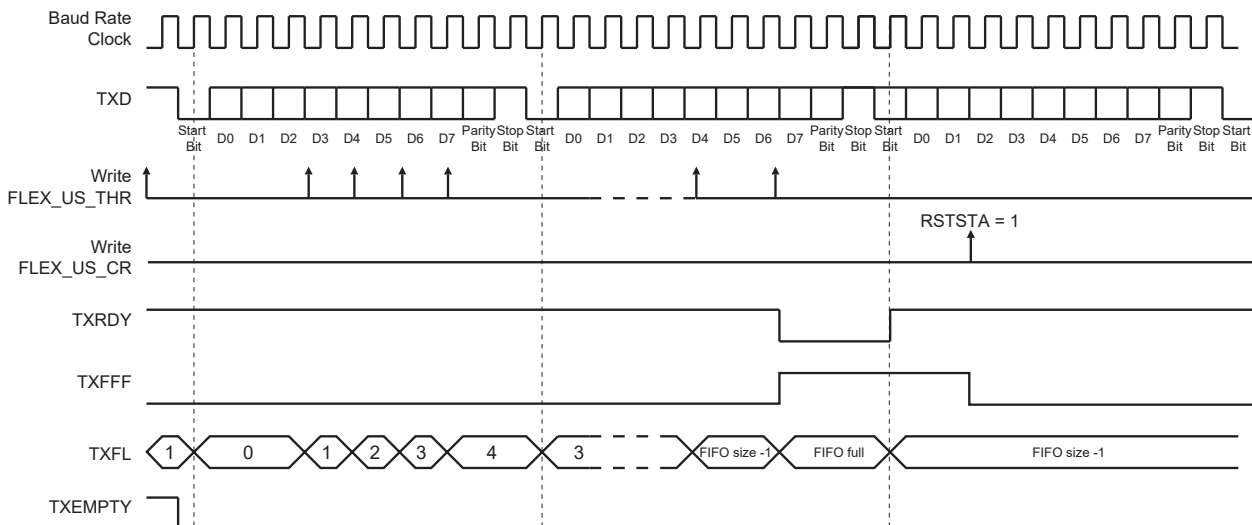 Baud Rate
Clock
TXD
Start
Bit D0 D1 D2 D3 D4 D5 D6 D7 Parity
Bit Stop
Bit Start
Bit D0 D1 D2 D3 D4 D5 D6 D7 Parity
Bit Stop
Bit Start
Bit D0 D1 D2 D3 D4 D5 D6 D7 Parity
Bit Stop
Bit Start
Bit
Write
FLEX_US_THR
RSTSTA = 1
Write
FLEX_US_CR
TXRDY
TXFFF
TXFL 1 0 1 2 3 4 3 FIFO size -1 FIFO full FIFO size -1
TXEMPTY